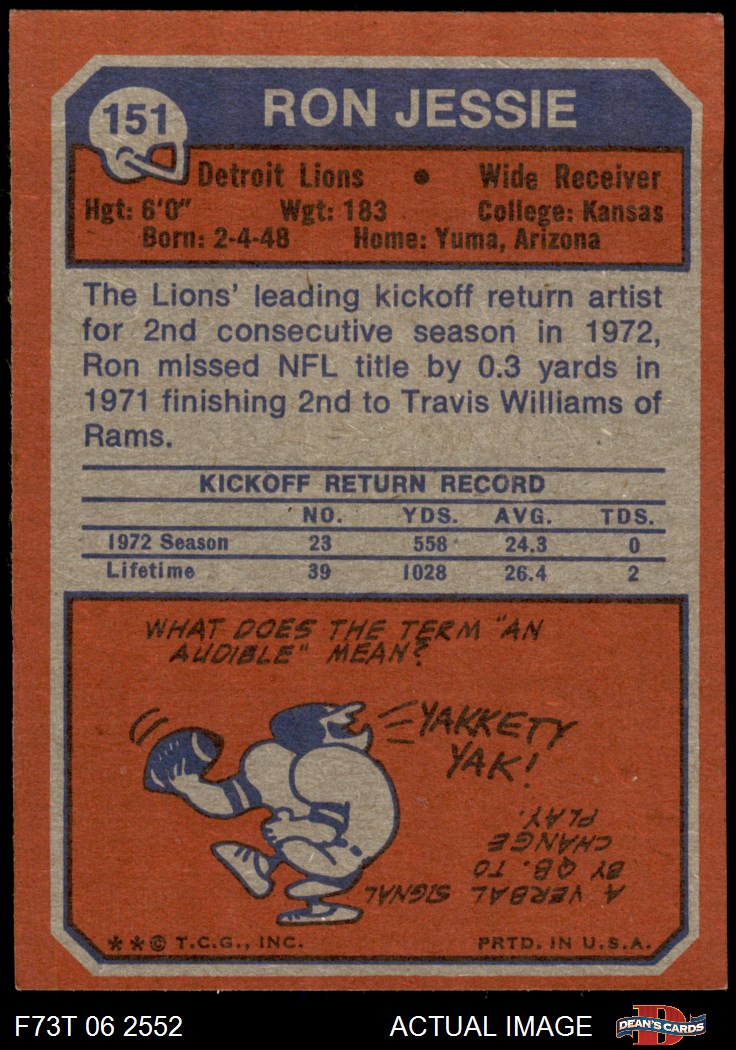 151
RON JESSIE
Detroit Lions • Wide Receiver
Hgt: 6'0" Wgt: 183 College: Kansas
Born: 2-4-48 Home: Yuma, Arizona
The Lions' leading kickoff return artist
for 2nd consecutive season in 1972,
Ron missed NFL title by 0.3 yards in
1971 finishing 2nd to Travis Williams of
Rams.
KICKOFF RETURN RECORD
NO. YDS. AVG. TDS.
1972 Season 23 558 24.3 0
Lifetime 39 1028 26.4 2
WHAT DOES THE TERM "AN
AUDIBLE" MEAN?
YAKKETY
YAK!
A VERBAL SIGNAL
BY QB. TO
CHANGE
PLAY.
**© T.C.G., INC. PRTD. IN U.S.A.
F73T 06 2552 ACTUAL IMAGE D DEAN'S CARDS